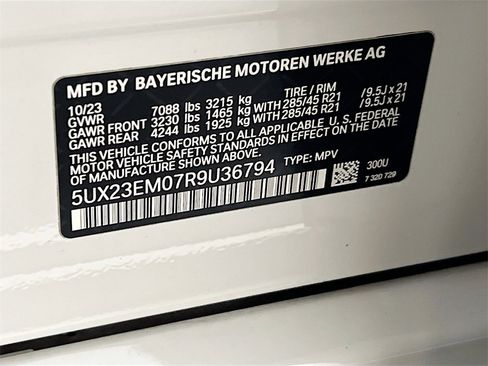 MFD BY BAYERISCHE MOTOREN WERKE AG
10/23 TIRE / RIM
GVWR 7088 lbs 3215 kg
GAWR FRONT 3230 lbs 1465 kg WITH 285/45 R21 /9.5J x 21
GAWR REAR 4244 lbs 1925 kg WITH 285/45 R21 /9.5J x 21
THIS VEHICLE CONFORMS TO ALL APPLICABLE U. S. FEDERAL
MOTOR VEHICLE SAFETY STANDARDS IN EFFECT ON THE DATE
OF MANUFACTURE SHOWN ABOVE.
5UX23EM07R9U36794 TYPE: MPV
300U
7 320 729